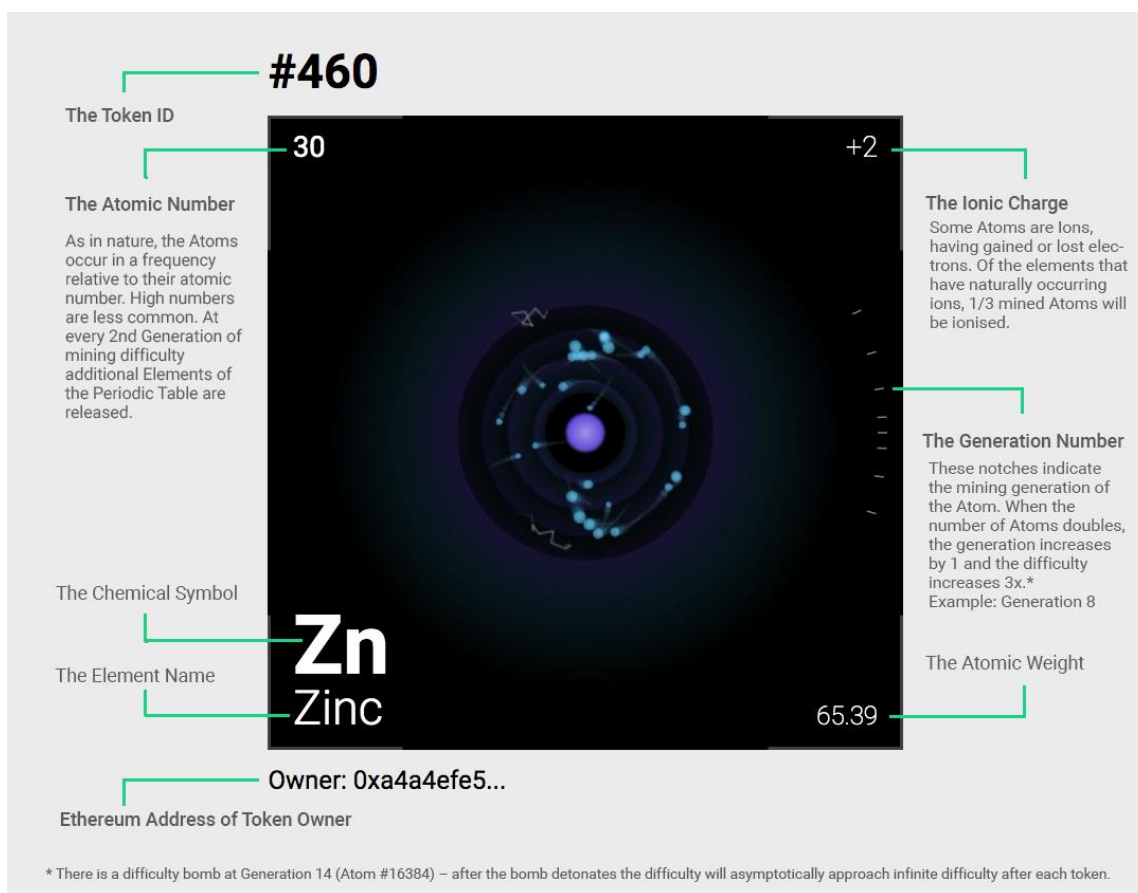 #460
The Token ID
30
+2
The Atomic Number
As in nature, the Atoms
occur in a frequency
relative to their atomic
number. High numbers
are less common. At
every 2nd Generation of
mining difficulty
additional Elements of
the Periodic Table are
released.
The Ionic Charge
Some Atoms are Ions,
having gained or lost elec-
trons. Of the elements that
have naturally occurring
ions, 1/3 mined Atoms will
be ionised.
The Generation Number
These notches indicate
the mining generation of
the Atom. When the
number of Atoms doubles,
the generation increases
by 1 and the difficulty
increases 3x.*
Example: Generation 8
The Chemical Symbol
Zn
The Element Name
Zinc
The Atomic Weight
65.39
Owner: 0xa4a4efe5...
Ethereum Address of Token Owner
* There is a difficulty bomb at Generation 14 (Atom #16384) – after the bomb detonates the difficulty will asymptotically approach infinite difficulty after each token.